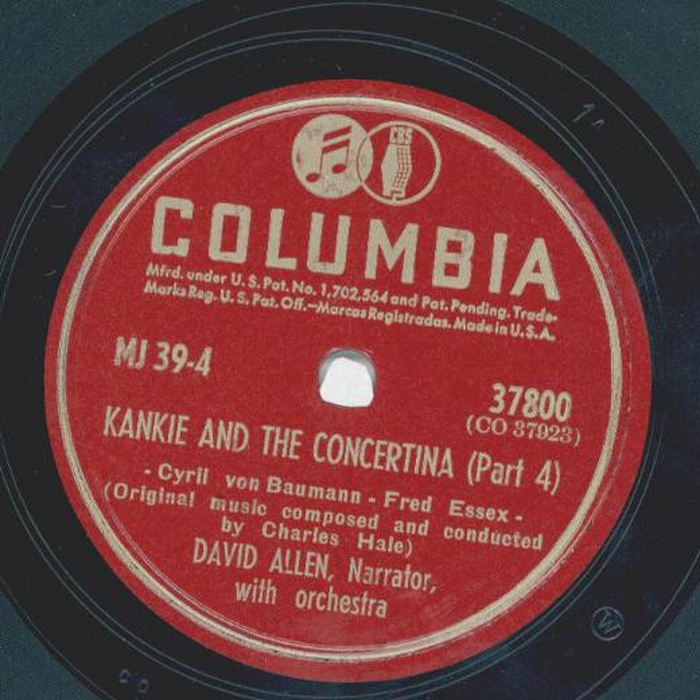 CBS
COLUMBIA
Mfrd. under U.S. Pat. No. 1,702,564 and Pat. Pending. Trade-
Marks Reg. U. S. Pat. Off.—Marcas Registradas. Made in U.S.A.
MJ 39-4
37800
(CO 37923)
KANKIE AND THE CONCERTINA (Part 4)
- Cyril von Baumann - Fred Essex -
(Original music composed and conducted
by Charles Hale)
DAVID ALLEN, Narrator,
with orchestra
W
CO